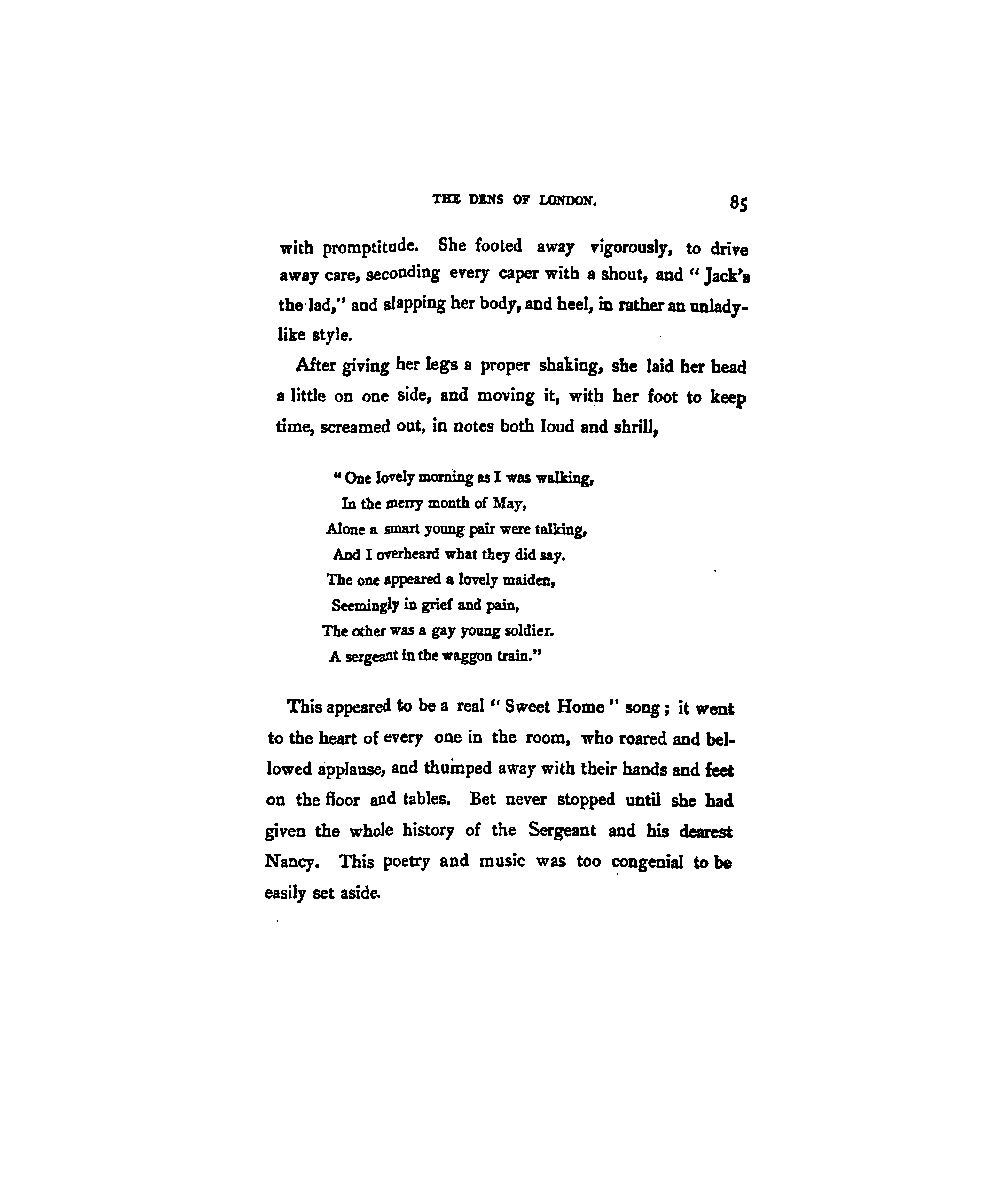 THE DENS OF LONDON. 85
with promptitude. She footed away vigorously, to drive
away care, seconding every caper with a shout, and “ Jack's
the lad,” and slapping her body, and heel, in rather an unlady-
like style.
After giving her legs a proper shaking, she laid her head
a little on one side, and moving it, with her foot to keep
time, screamed out, in notes both loud and shrill,
“ One lovely morning as I was walking,
In the merry month of May,
Alone a smart young pair were talking,
And I overheard what they did say.
The one appeared a lovely maiden,
Seemingly in grief and pain,
The other was a gay young soldier.
A sergeant in the waggon train.”
This appeared to be a real “ Sweet Home ” song ; it went
to the heart of every one in the room, who roared and bel-
lowed applause, and thumped away with their hands and feet
on the floor and tables. Bet never stopped until she had
given the whole history of the Sergeant and his dearest
Nancy. This poetry and music was too congenial to be
easily set aside.